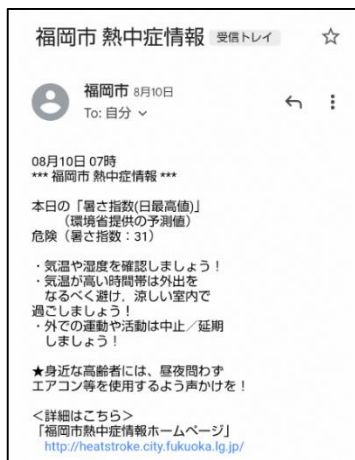 福岡市 熱中症情報 受信トレイ
福岡市 8月10日
To: 自分
08月10日 07時
*** 福岡市 熱中症情報 ***
本日の「暑さ指数(日最高値)」
（環境省提供の予測値）
危険（暑さ指数：31）
・気温や湿度を確認しましょう！
・気温が高い時間帯は外出を
なるべく避け，涼しい室内で
過ごしましょう！
・外での運動や活動は中止／延期
しましょう！
★身近な高齢者には、昼夜問わず
エアコン等を使用するよう声かけを！
＜詳細はこちら＞
「福岡市熱中症情報ホームページ」
http://heatstroke.city.fukuoka.lg.jp/